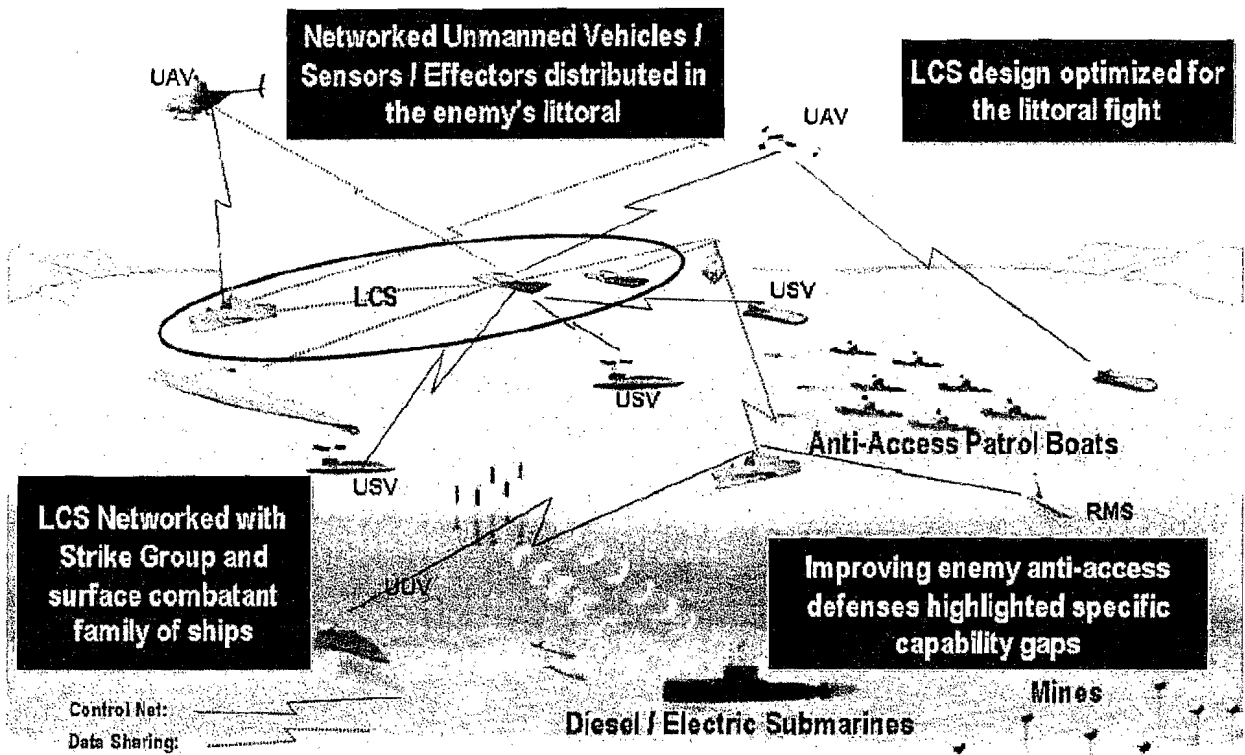 Networked Unmanned Vehicles /
Sensors / Effectors distributed in
the enemy's littoral
LCS design optimized for
the littoral fight
UAV
UAV
LCS
USV
USV
USV
Anti-Access Patrol Boats
RMS
LCS Networked with
Strike Group and
surface combatant
family of ships
UUV
Improving enemy anti-access
defenses highlighted specific
capability gaps
Mines
Diesel / Electric Submarines
Control Net:
Data Sharing: